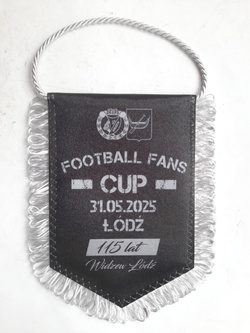 FOOTBALL FANS
CUP
31.05.2025
ŁÓDŹ
115 lat
Widzew Łódź